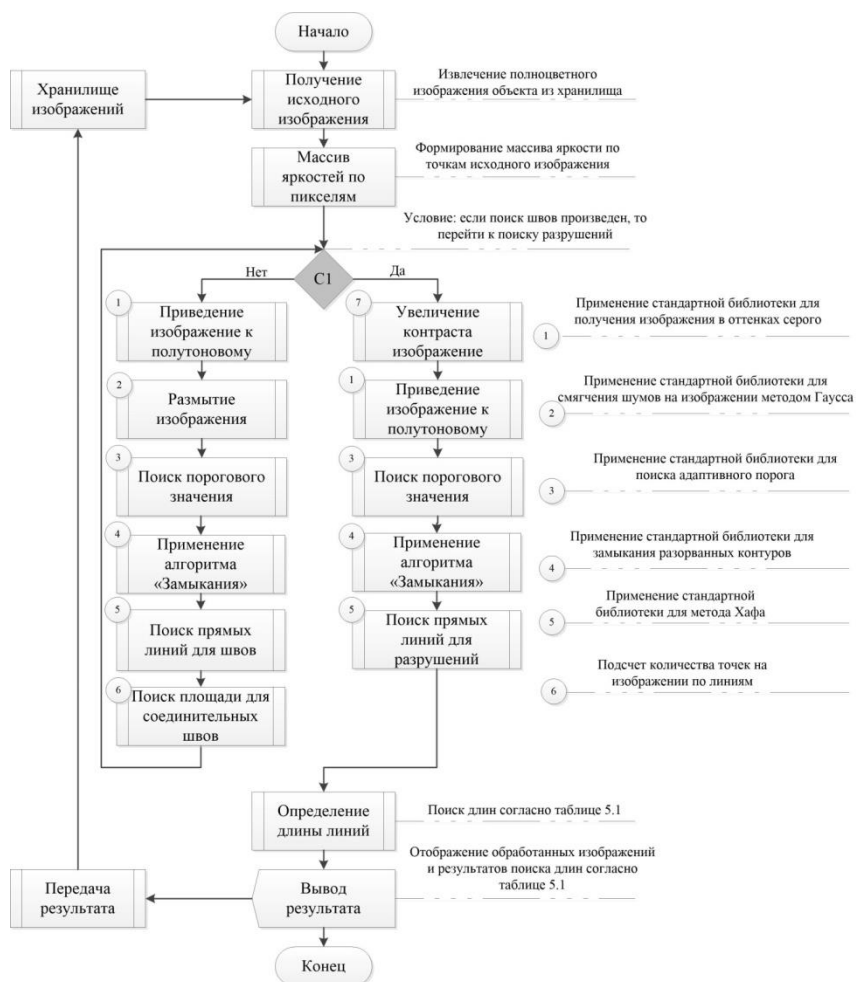 Начало
Хранилище
изображений
Получение
исходного
изображения
Извлечение полноцветного
изображения объекта из хранилища
Массив
яркостей по
пикселям
Формирование массива яркости по
точкам исходного изображения
Условие: если поиск швов произведен, то
перейти к поиску разрушений
Нет
С1
Да
1
Приведение
изображение к
полутоновому
7
Увеличение
контраста
изображение
Применение стандартной библиотеки для
получения изображения в оттенках серого
1
2
Размытие
изображения
1
Приведение
изображение к
полутоновому
Применение стандартной библиотеки для
смягчения шумов на изображении методом Гаусса
2
3
Поиск порогового
значения
3
Поиск порогового
значения
Применение стандартной библиотеки для
поиска адаптивного порога
3
4
Применение
алгоритма
«Замыкания»
4
Применение
алгоритма
«Замыкания»
Применение стандартной библиотеки для
замыкания разорванных контуров
4
5
Поиск прямых
линий для швов
5
Поиск прямых
линий для
разрушений
Применение стандартной
библиотеки для метода Хафа
5
6
Поиск площади для
соединительных
швов
Подсчет количества точек на
изображении по линиям
6
Определение
длины линий
Поиск длин согласно таблице 5.1
Передача
результата
Вывод
результата
Отображение обработанных изображений
и результатов поиска длин согласно
таблице 5.1
Конец